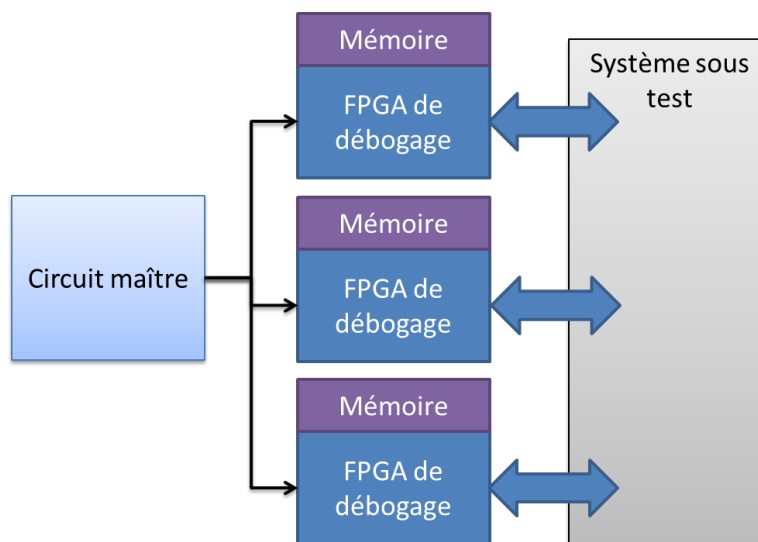 Mémoire
FPGA de
débogage
Système sous
test
Circuit maître
Mémoire
FPGA de
débogage
Mémoire
FPGA de
débogage